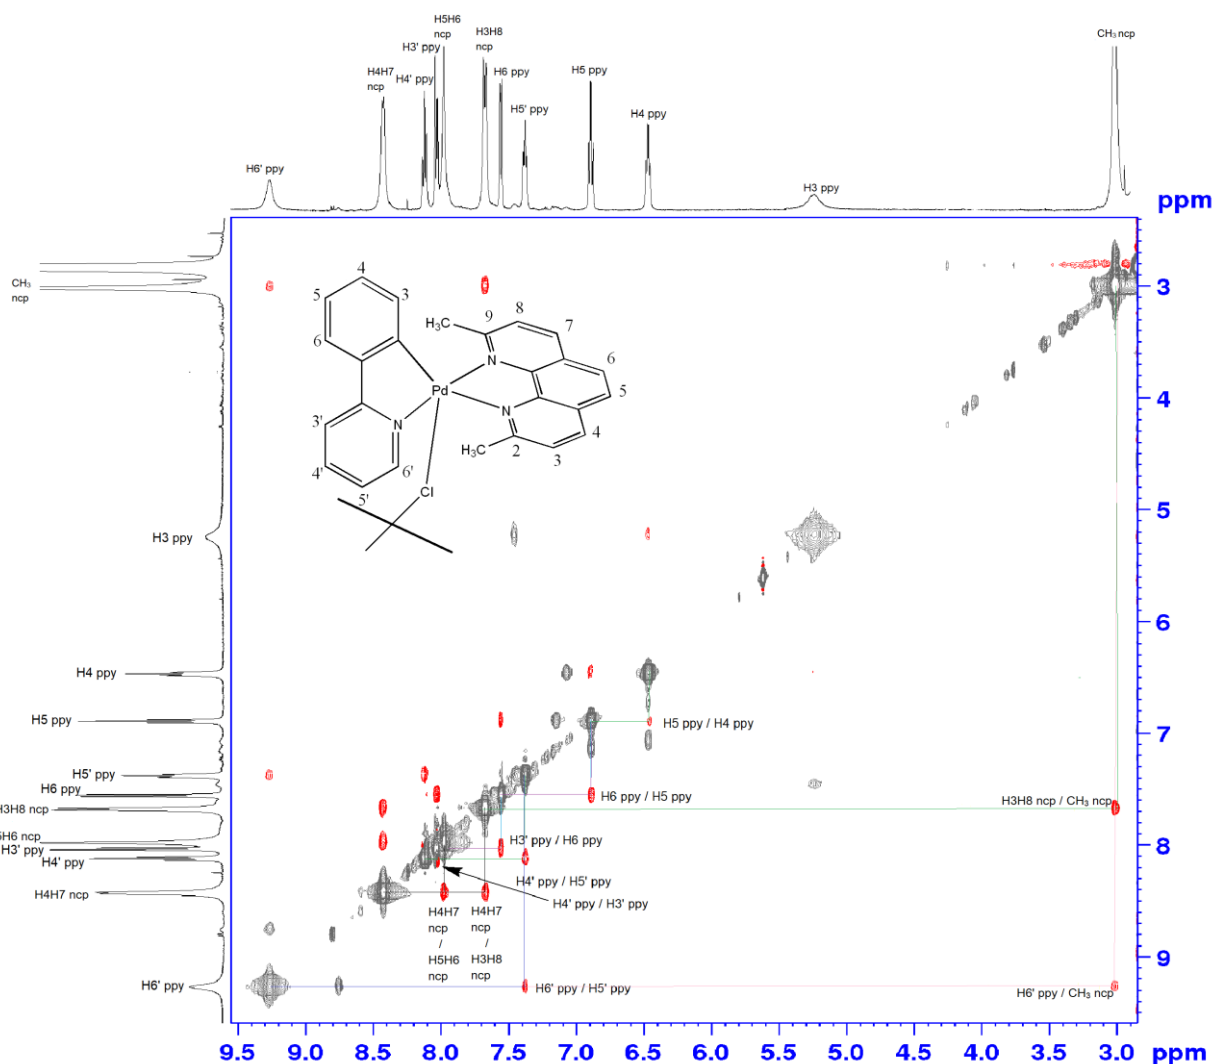 H5H6
ncp
H3' ppy
H3H8
ncp
CH₃ ncp
H4H7
ncp
H4' ppy
H6 ppy
H5 ppy
H5' ppy
H4 ppy
H6' ppy
H3 ppy
ppm
CH₃
ncp
H3 ppy
H4 ppy
H5 ppy
H5' ppy
H6 ppy
H3H8 ncp
5H6 ncp
H3' ppy
H4' ppy
H4H7 ncp
H6' ppy
4
5
3
6
H₃C
9
8
7
N
6
Pd
5
3'
N
N
4
H₃C
2
3
4'
6'
5'
Cl
H5 ppy / H4 ppy
H6 ppy / H5 ppy
H3H8 ncp / CH₃ ncp
H3' ppy / H6 ppy
H4' ppy / H5' ppy
H4' ppy / H3' ppy
H4H7
ncp
/
H5H6
ncp
H4H7
ncp
/
H3H8
ncp
H6' ppy / H5' ppy
H6' ppy / CH₃ ncp
3
4
5
6
7
8
9
9.5 9.0 8.5 8.0 7.5 7.0 6.5 6.0 5.5 5.0 4.5 4.0 3.5 3.0 ppm